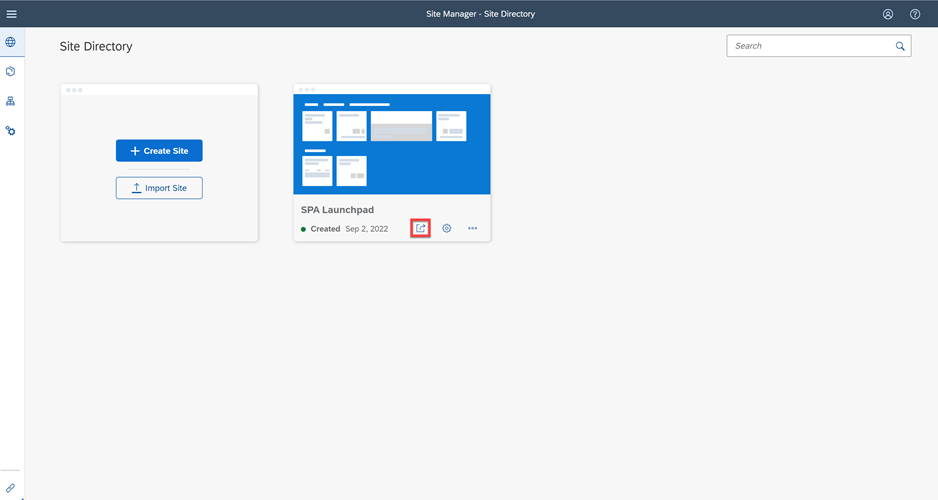 Site Manager - Site Directory
Site Directory
Search
Create Site
Import Site
SPA Launchpad
Created Sep 2, 2022